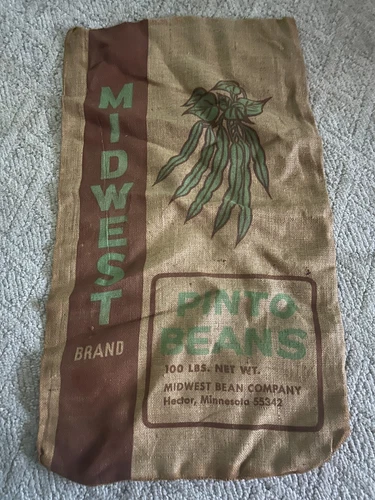 MIDWEST
BRAND
PINTO
BEANS
100 LBS. NET WT.
MIDWEST BEAN COMPANY
Hector, Minnesota 55342